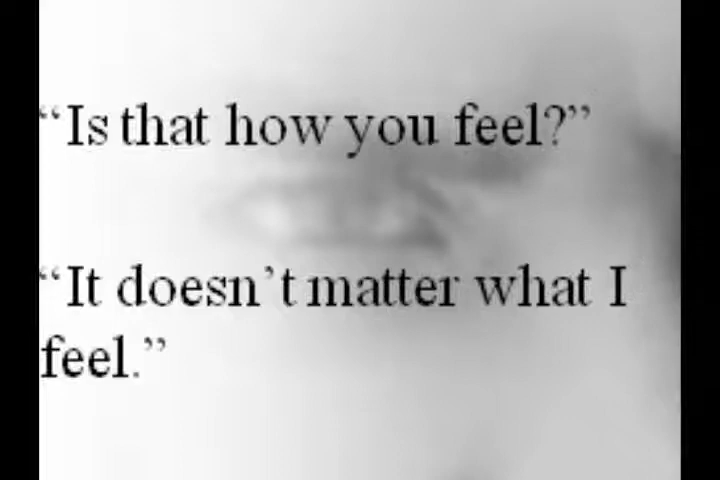 “Is that how you feel?”
“It doesn’t matter what I
feel.”